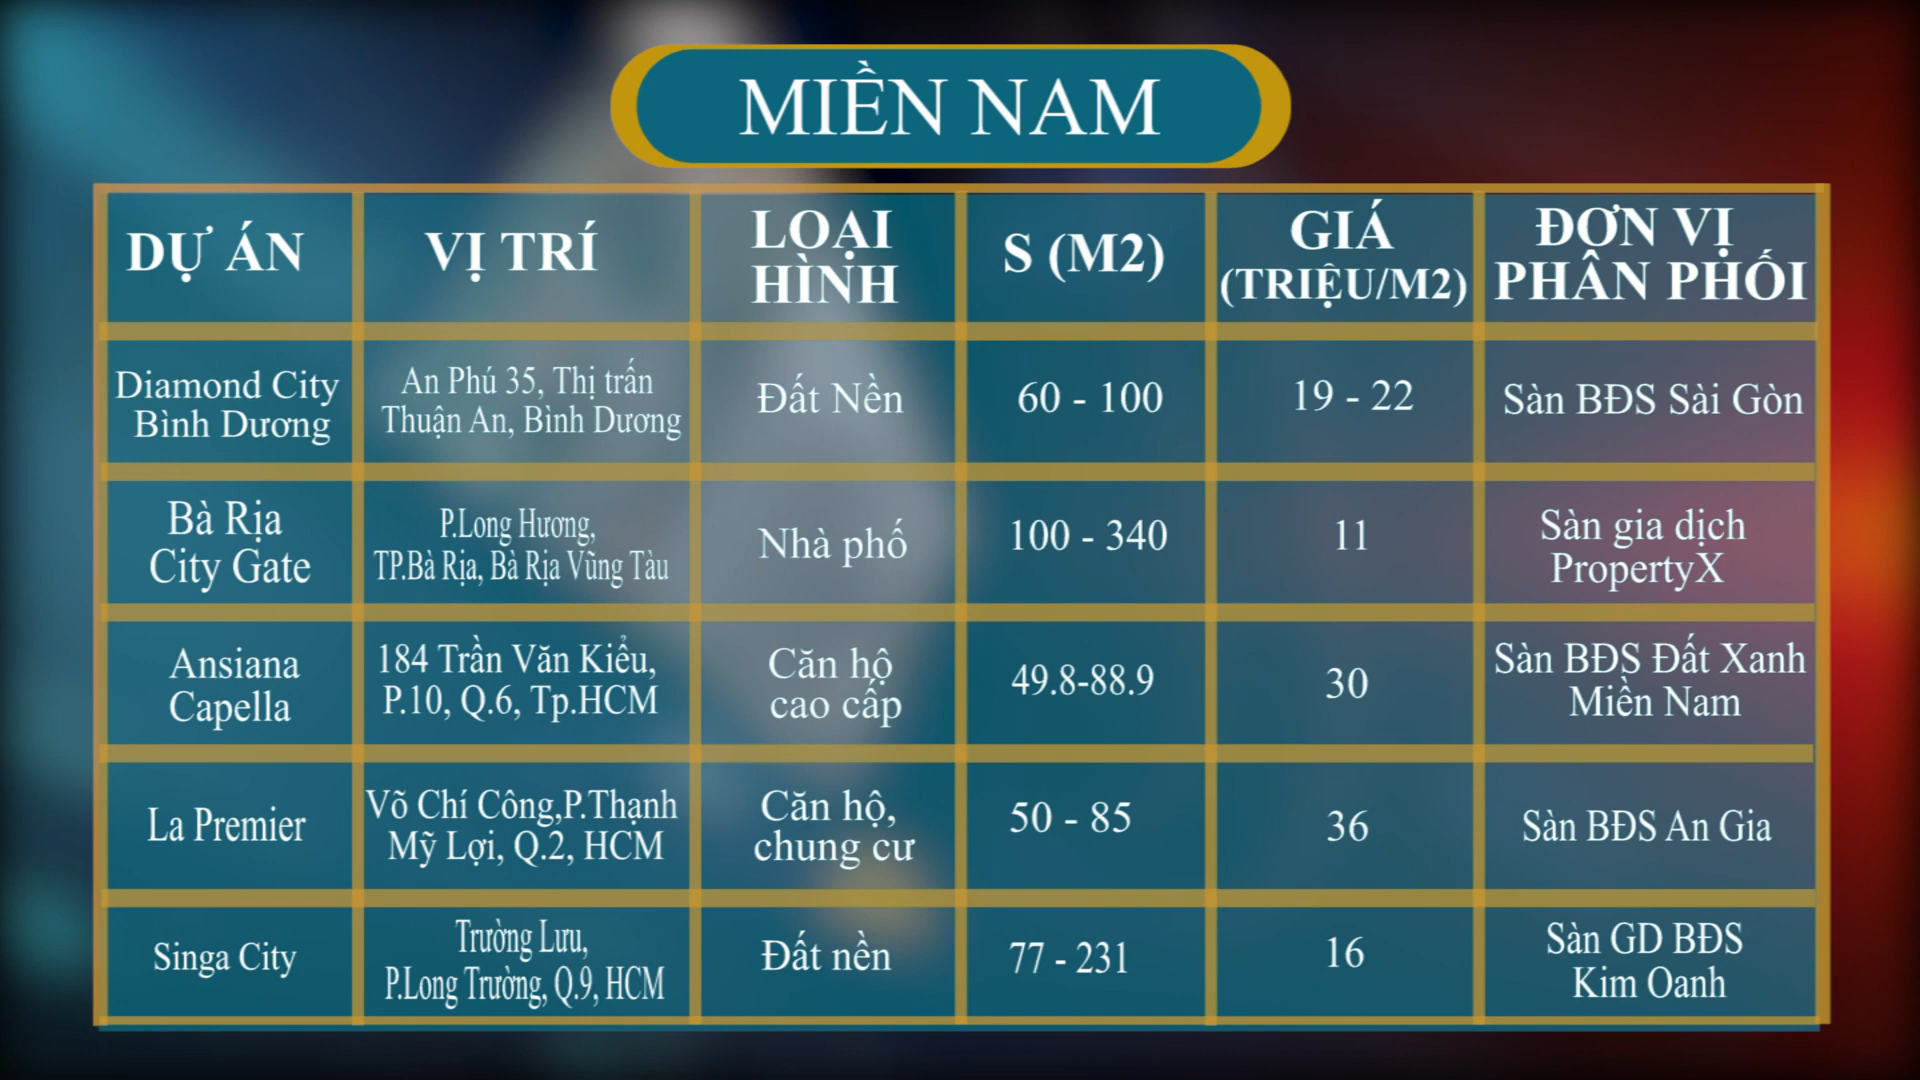 MIỀN NAM
DỰ ÁN
VỊ TRÍ
LOẠI
HÌNH
S (M2)
GIÁ
(TRIỆU/M2)
ĐƠN VỊ
PHÂN PHỐI
Diamond City
Bình Dương
An Phú 35, Thị trấn
Thuận An, Bình Dương
Đất Nền
60 - 100
19 - 22
Sàn BĐS Sài Gòn
Bà Rịa
City Gate
P.Long Hương,
TP.Bà Rịa, Bà Rịa Vũng Tàu
Nhà phố
100 - 340
11
Sàn gia dịch
PropertyX
Ansiana
Capella
184 Trần Văn Kiểu,
P.10, Q.6, Tp.HCM
Căn hộ
cao cấp
49.8-88.9
30
Sàn BĐS Đất Xanh
Miền Nam
La Premier
Võ Chí Công,P.Thạnh
Mỹ Lợi, Q.2, HCM
Căn hộ,
chung cư
50 - 85
36
Sàn BĐS An Gia
Singa City
Trường Lưu,
P.Long Trường, Q.9, HCM
Đất nền
77 - 231
16
Sàn GD BĐS
Kim Oanh